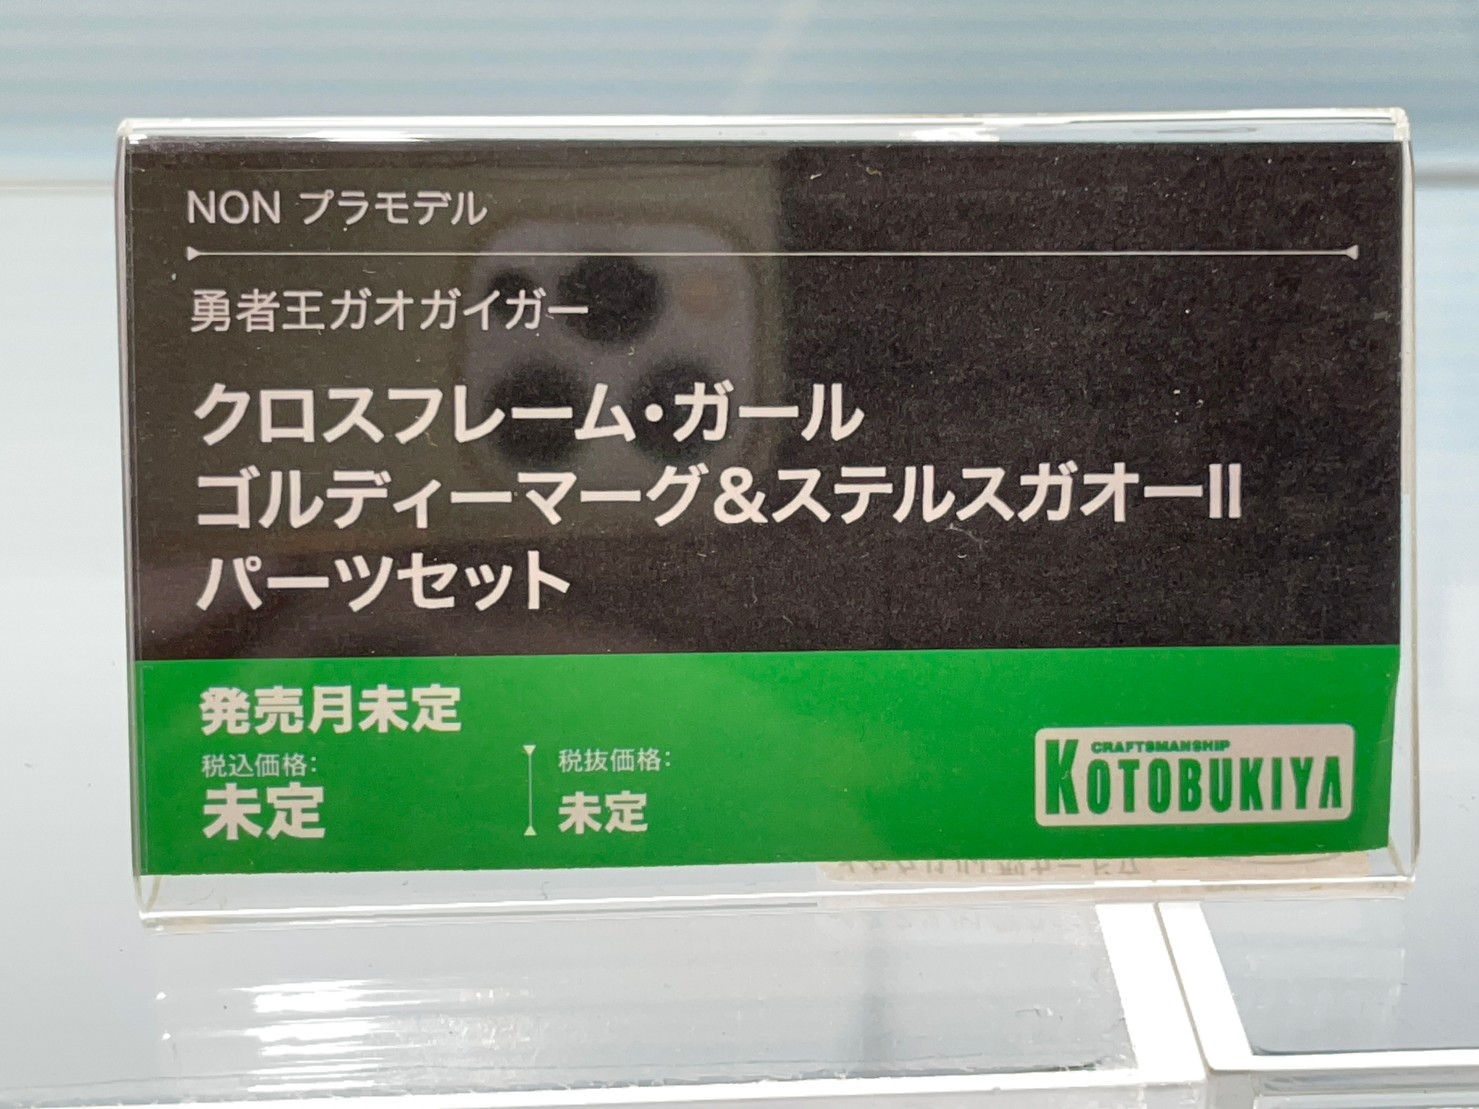 NON プラモデル
勇者王ガオガイガー
クロスフレーム・ガール
ゴルディーマーグ&ステルスガオーII
パーツセット
発売月未定
税込価格:
未定
税抜価格:
未定
CRAFTSMANSHIP
KOTOBUKIYA